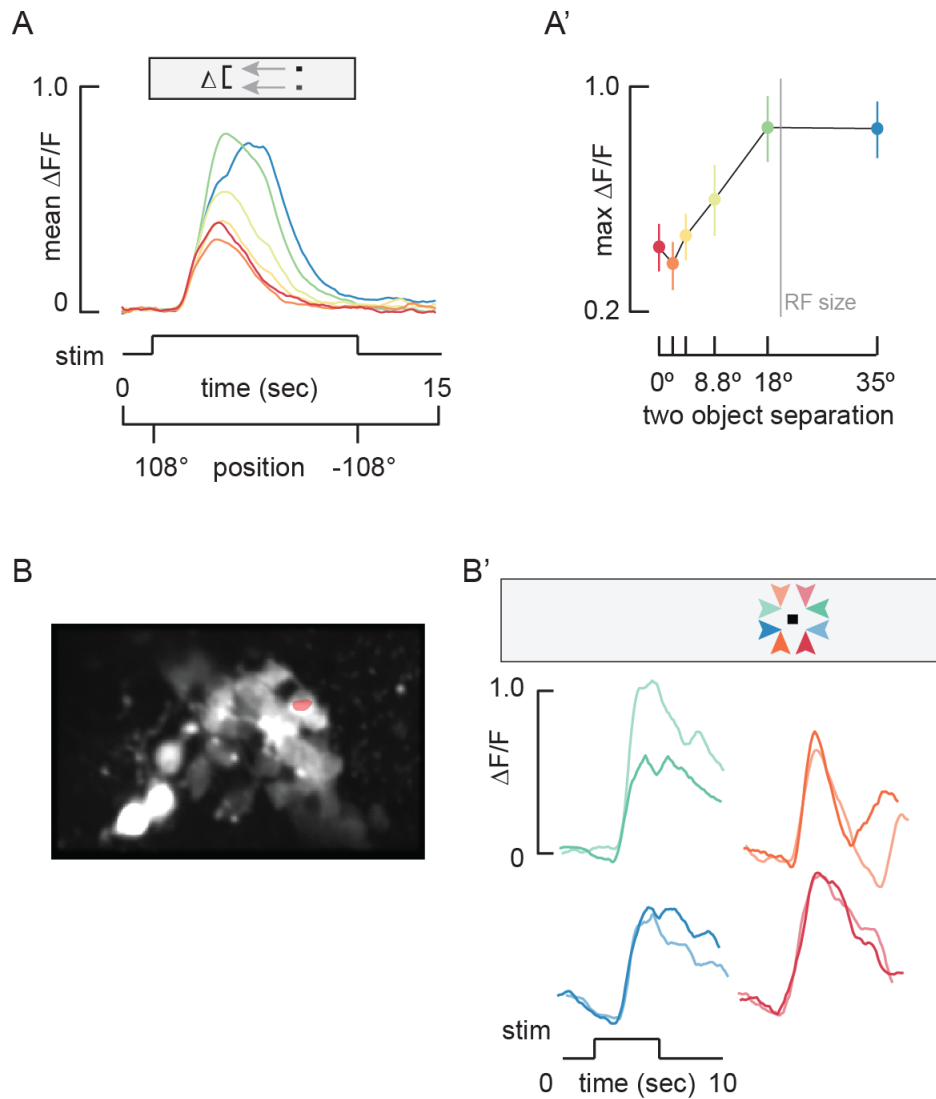 A
Δ
1.0
mean ΔF/F
0
stim
0 time (sec) 15
108° position -108°
A'
1.0
max ΔF/F
0.2
RF size
0º 8.8º 18º 35º
two object separation
B
B'
1.0
ΔF/F
0
stim
0 time (sec) 10